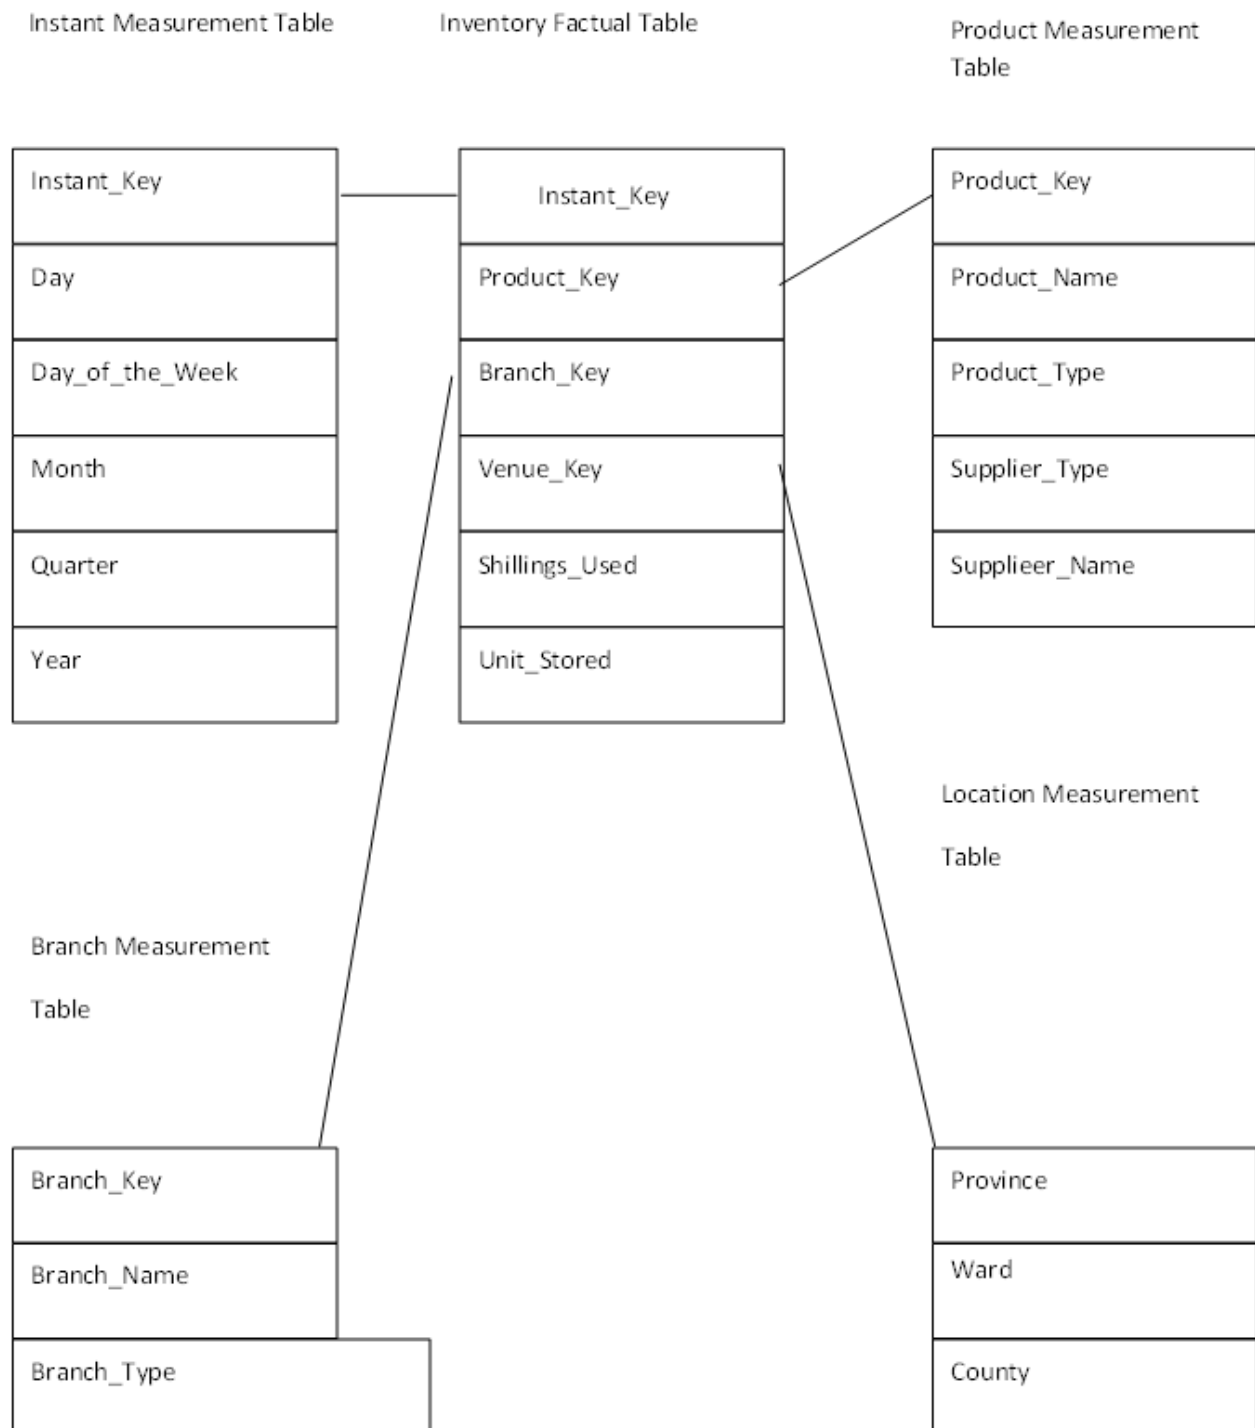 Instant Measurement Table
Inventory Factual Table
Product Measurement
Table
Instant_Key
Day
Day_of_the_Week
Month
Quarter
Year
Instant_Key
Product_Key
Branch_Key
Venue_Key
Shillings_Used
Unit_Stored
Product_Key
Product_Name
Product_Type
Supplier_Type
Supplieer_Name
Location Measurement
Table
Branch Measurement
Table
Branch_Key
Branch_Name
Branch_Type
Province
Ward
County